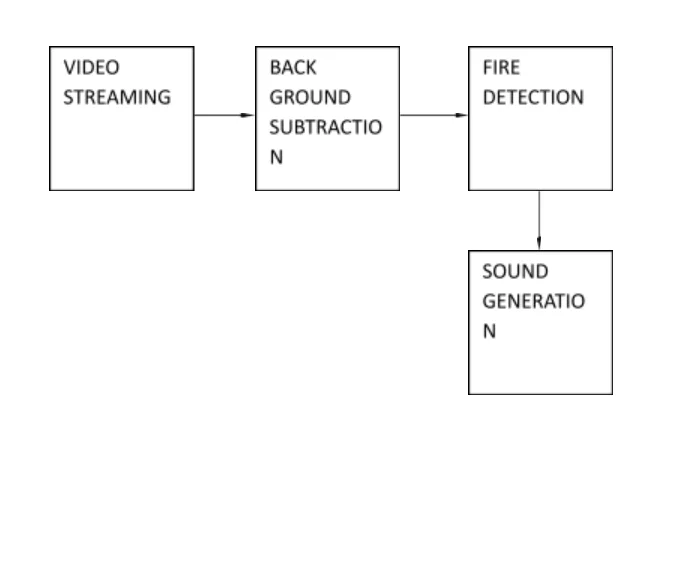 VIDEO
STREAMING
BACK
GROUND
SUBTRACTIO
N
FIRE
DETECTION
SOUND
GENERATIO
N